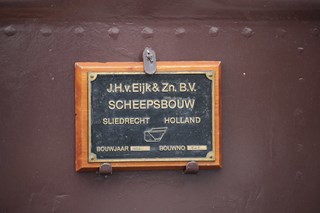 J.H.v.Eijk & Zn. B.V.
SCHEEPSBOUW
SLIEDRECHT HOLLAND
BOUWJAAR BOUWNO